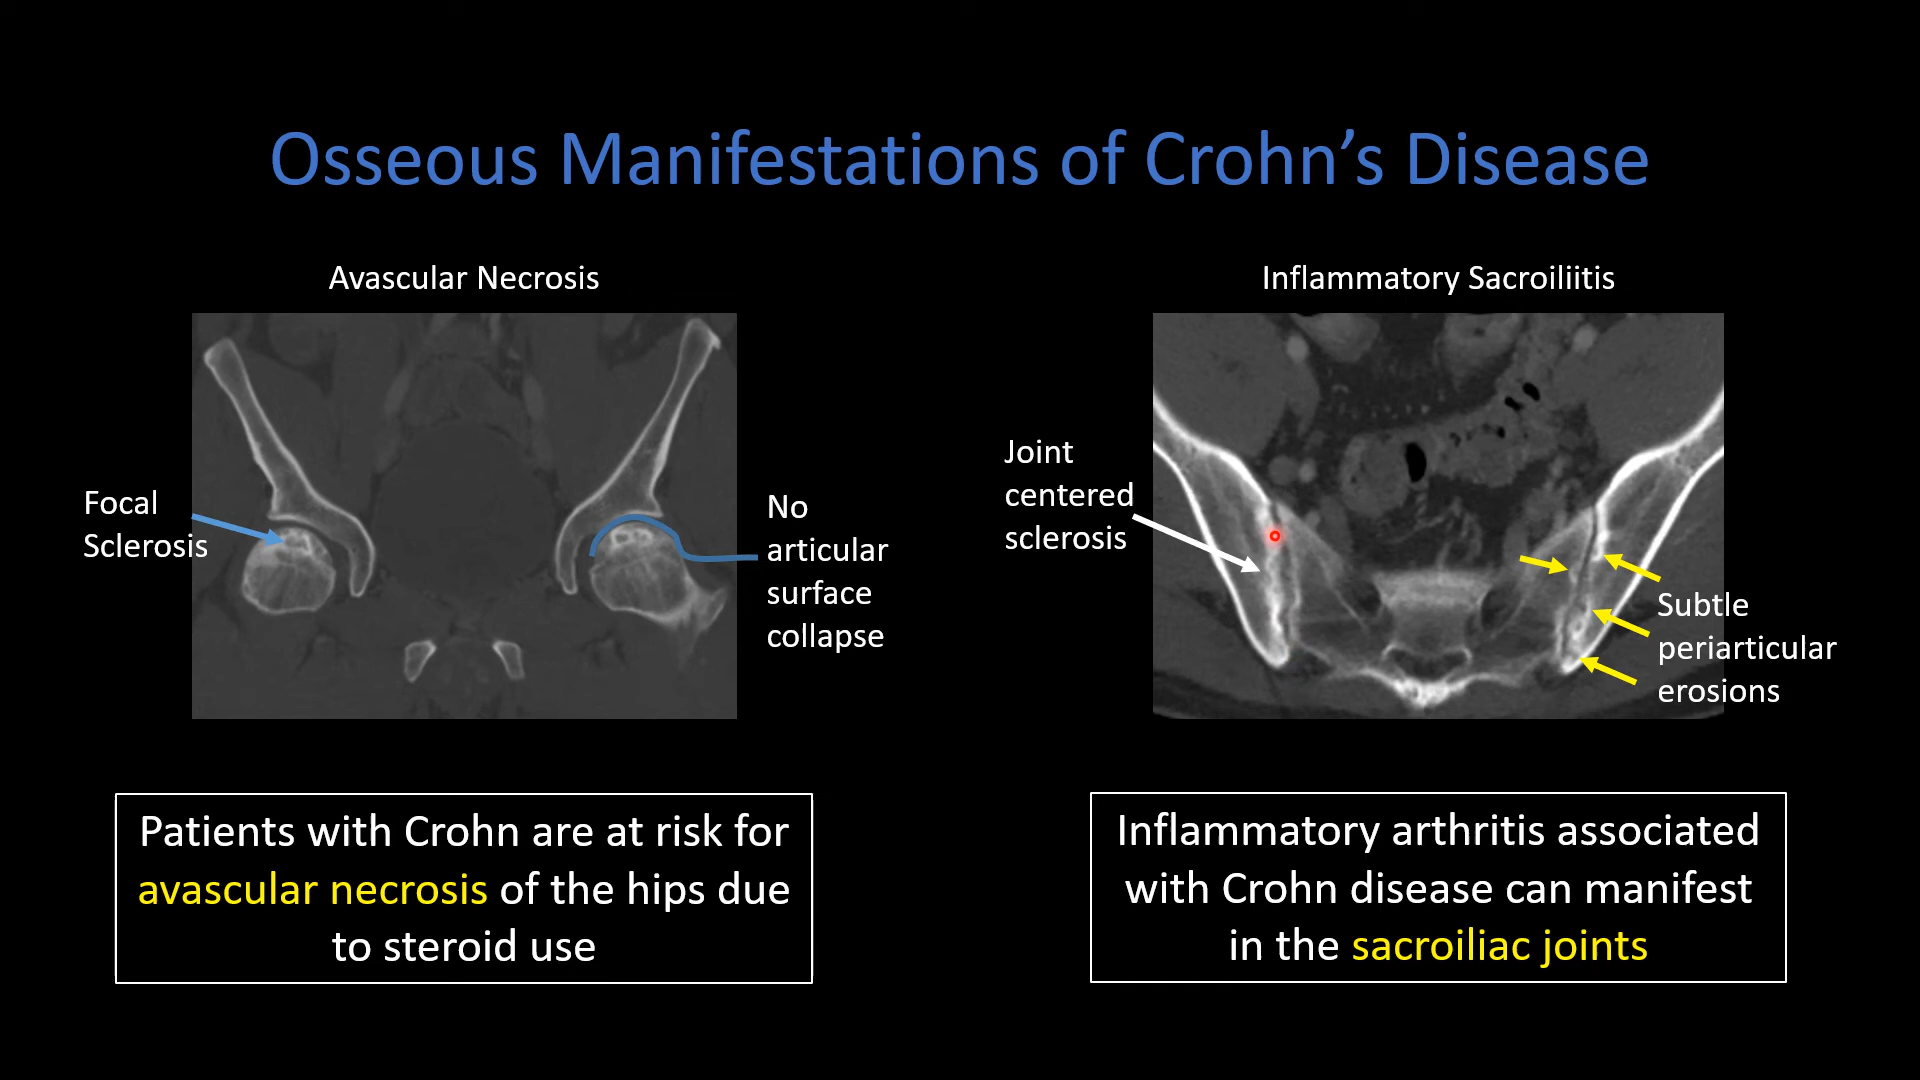 Osseous Manifestations of Crohn’s Disease
Avascular Necrosis
Focal
Sclerosis
No
articular
surface
collapse
Patients with Crohn are at risk for
avascular necrosis of the hips due
to steroid use
Inflammatory Sacroiliitis
Joint
centered
sclerosis
Subtle
periarticular
erosions
Inflammatory arthritis associated
with Crohn disease can manifest
in the sacroiliac joints